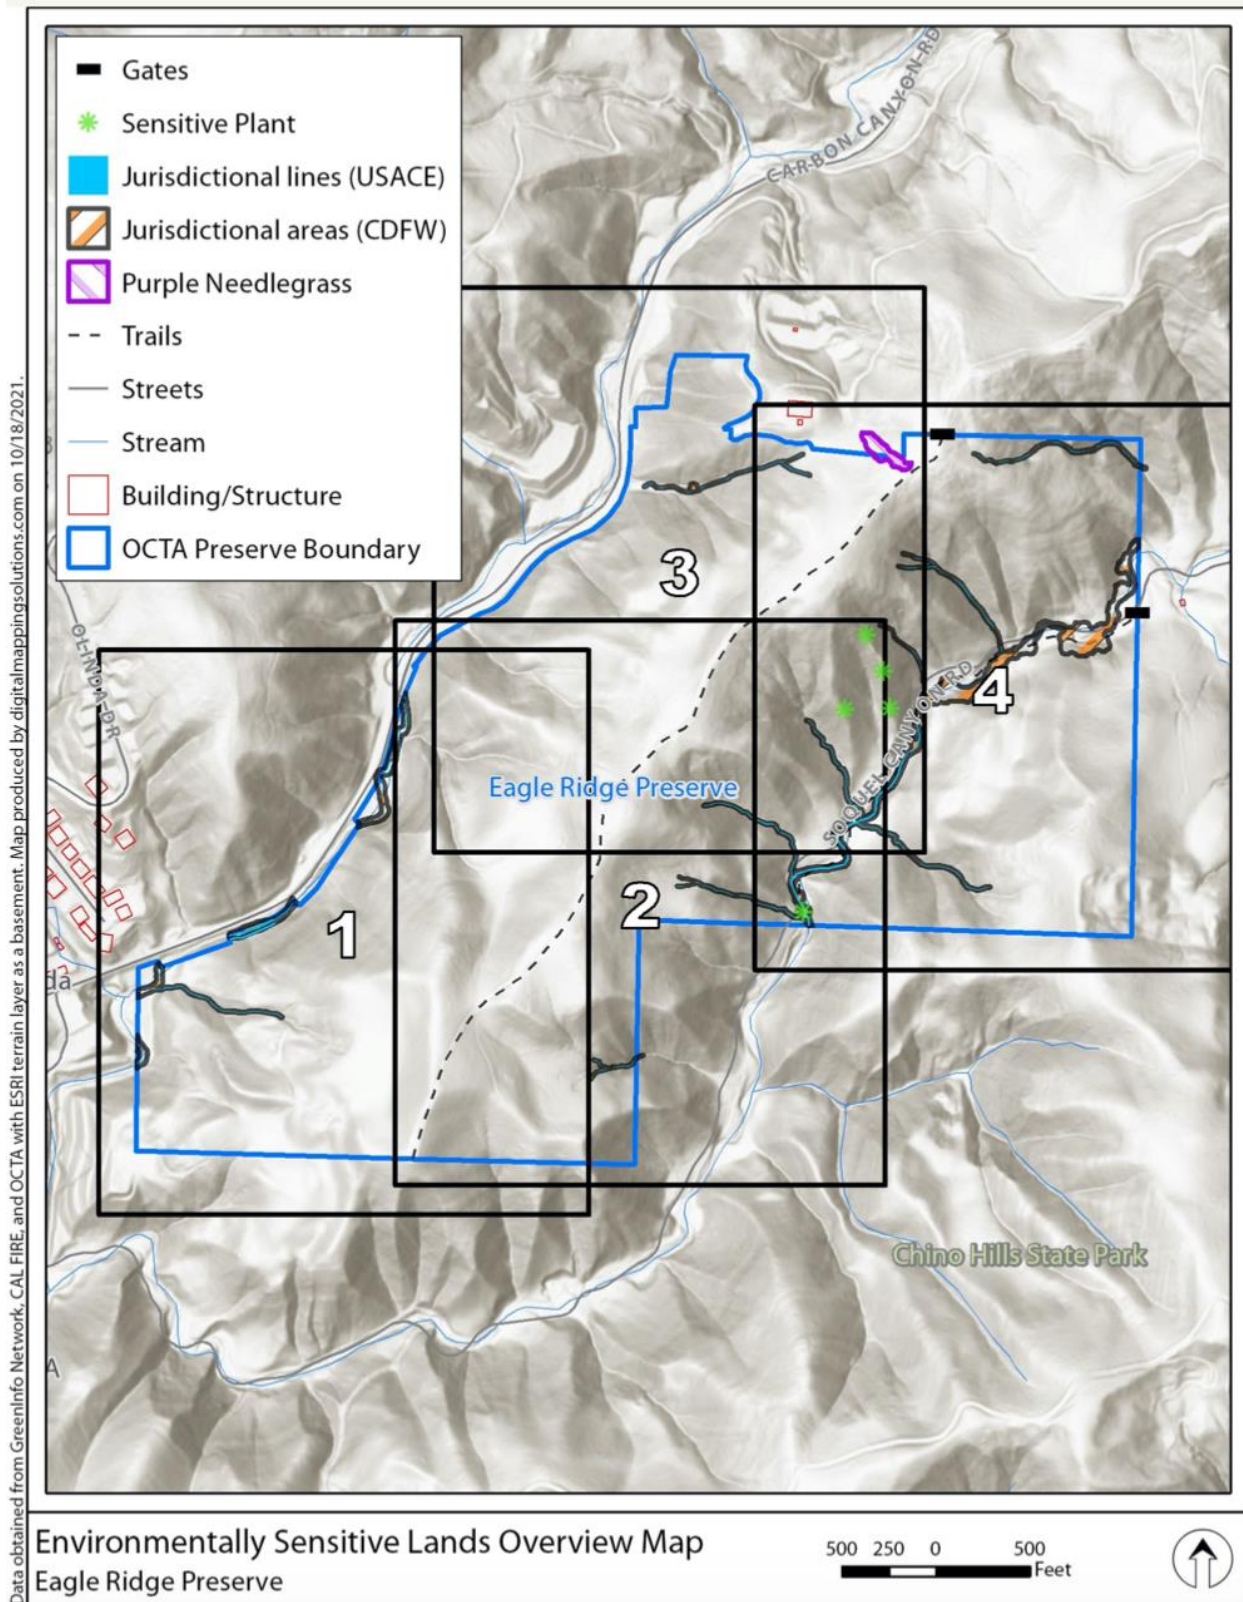 Gates
Sensitive Plant
Jurisdictional lines (USACE)
Jurisdictional areas (CDFW)
Purple Needlegrass
Trails
Streets
Stream
Building/Structure
OCTA Preserve Boundary
CARBON CANYON RD
OLINDA DR
3
4
SOQUEL CANYON RD
Eagle Ridge Preserve
2
1
da
Chino Hills State Park
A
Data obtained from GreenInfo Network, CAL FIRE, and OCTA with ESRI terrain layer as a basement. Map produced by digitalmappingsolutions.com on 10/18/2021.
Environmentally Sensitive Lands Overview Map
Eagle Ridge Preserve
500 250 0 500
Feet